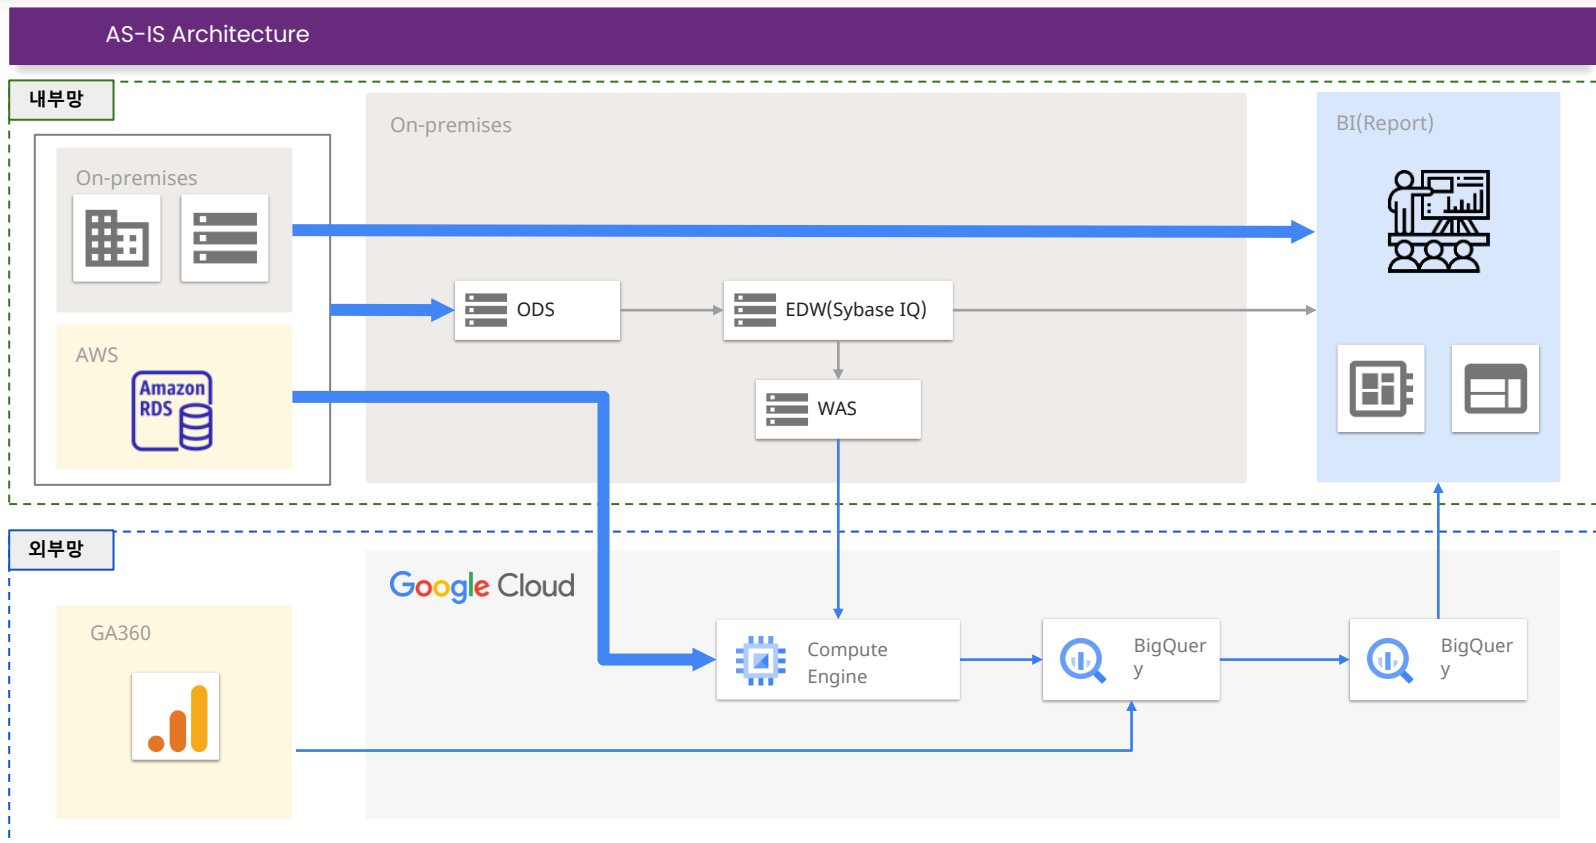 AS-IS Architecture
내부망
On-premises
On-premises
BI(Report)
ODS
EDW(Sybase IQ)
AWS
Amazon
RDS
WAS
외부망
Google Cloud
GA360
Compute
Engine
BigQuer
y
BigQuer
y